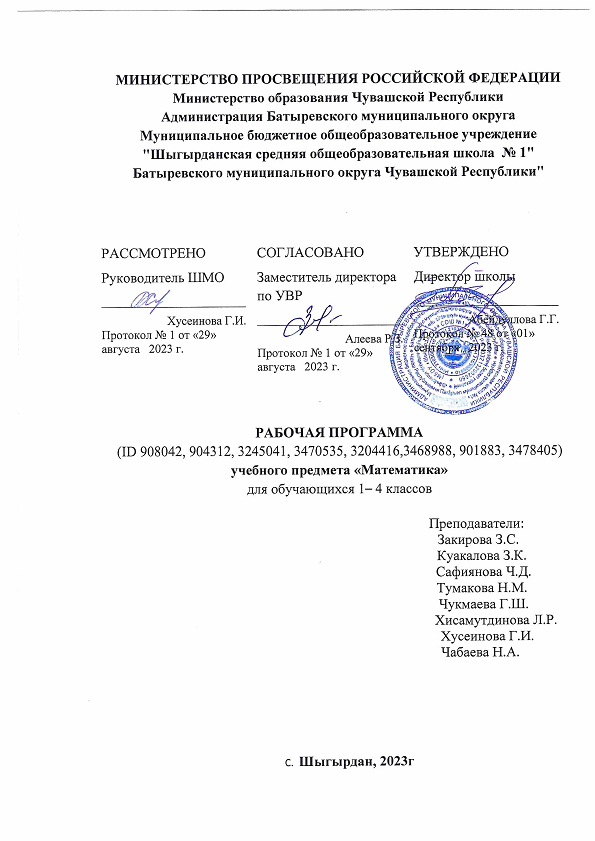 МИНИСТЕРСТВО ПРОСВЕЩЕНИЯ РОССИЙСКОЙ ФЕДЕРАЦИИ
Министерство образования Чувашской Республики
Администрация Батыревского муниципального округа
Муниципальное бюджетное общеобразовательное учреждение
"Шыгырданская средняя общеобразовательная школа № 1"
Батыревского муниципального округа Чувашской Республики"
РАССМОТРЕНО
Руководитель ШМО
Хусеинова Г.И.
Протокол № 1 от «29»
августа 2023 г.
СОГЛАСОВАНО
Заместитель директора
по УВР
Алеева Р.З.
Протокол № 1 от «29»
августа 2023 г.
УТВЕРЖДЕНО
Директор школы
Г.Г.
Протокол № 48 от «01»
сентября 2023 г.
РАБОЧАЯ ПРОГРАММА
(ID 908042, 904312, 3245041, 3470535, 3204416,3468988, 901883, 3478405)
учебного предмета «Математика»
для обучающихся 1– 4 классов
Преподаватели:
Закирова З.С.
Куакалова З.К.
Сафиянова Ч.Д.
Тумакова Н.М.
Чукмаева Г.Ш.
Хисамутдинова Л.Р.
Хусеинова Г.И.
Чабаева Н.А.
с. Шыгырдан, 2023г